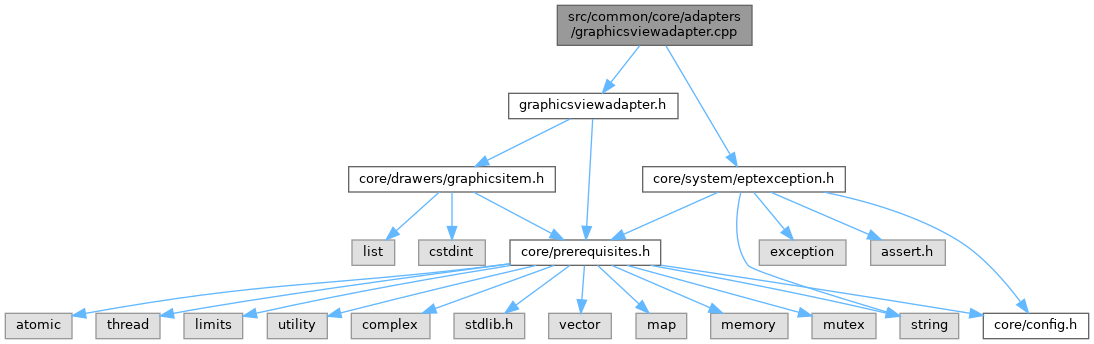 src/common/core/adapters
/graphicsviewadapter.cpp
graphicsviewadapter.h
core/drawers/graphicsitem.h
core/system/eptexception.h
list
cstdint
core/prerequisites.h
exception
assert.h
atomic
thread
limits
utility
complex
stdlib.h
vector
map
memory
mutex
string
core/config.h